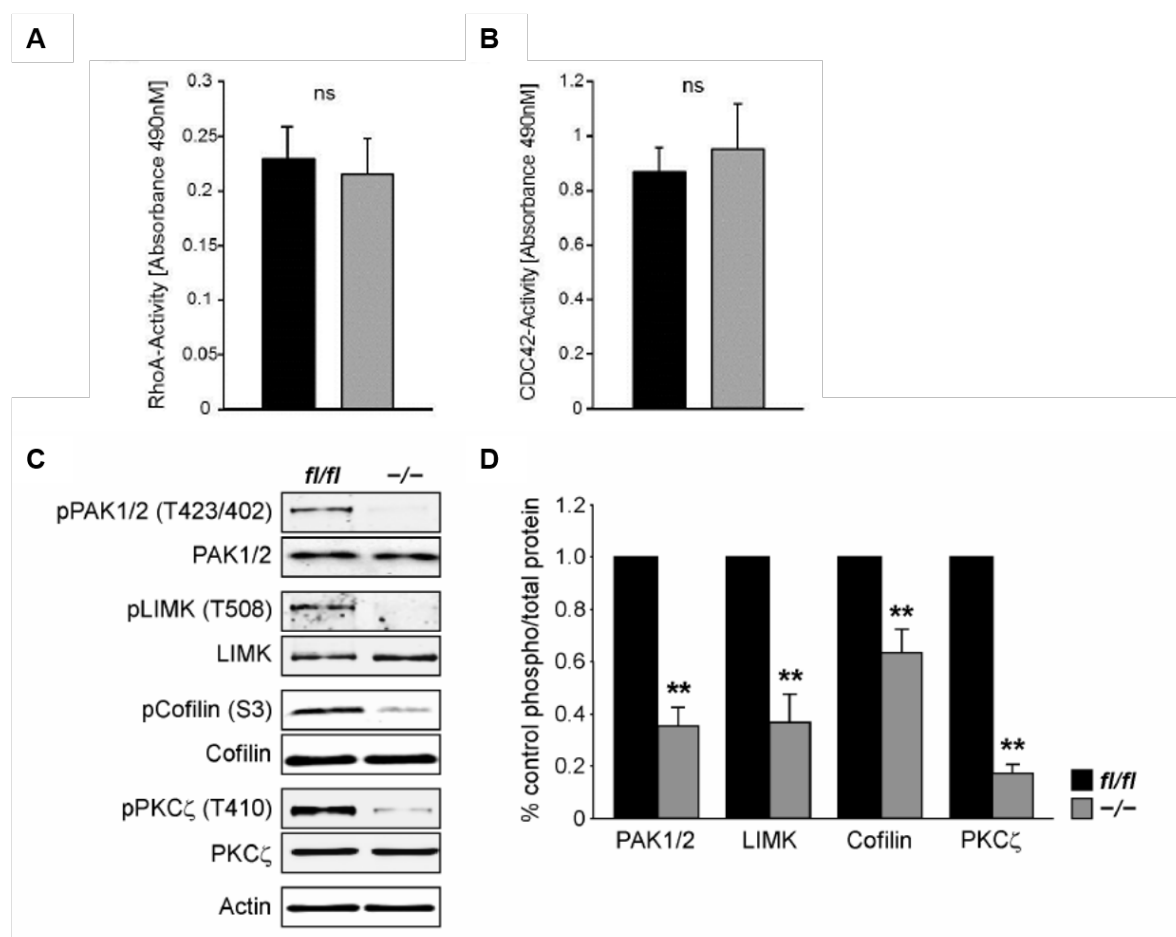 A
B
RhoA-Activity [Absorbance 490nM]
0.3
0.25
0.2
0.15
0.1
0.05
0
ns
CDC42-Activity [Absorbance 490nM]
1.2
1
0.8
0.6
0.4
0.2
0
ns
C
fl/fl –/–
pPAK1/2 (T423/402)
PAK1/2
pLIMK (T508)
LIMK
pCofilin (S3)
Cofilin
pPKCζ (T410)
PKCζ
Actin
D
% control phospho/total protein
1.2
1.0
0.8
0.6
0.4
0.2
0
** ** ** **
PAK1/2 LIMK Cofilin PKCζ
fl/fl
–/–